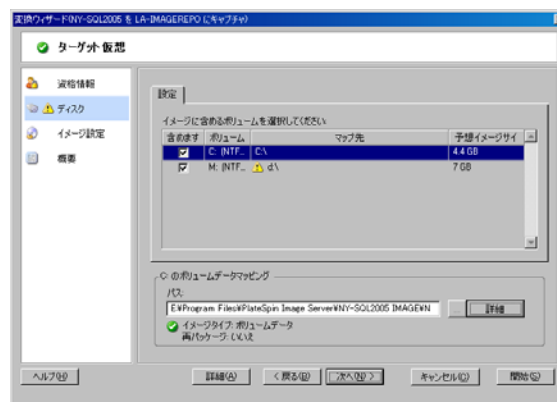 変換ウィザード(NY-SQL2005 を LA-IMAGEREPO にキャプチャ)
ターゲット仮想
資格情報
ディスク
イメージ設定
概要
設定
イメージに含めるボリュームを選択してください
含めます ボリューム マップ先 予想イメージサイ
C: (NTF... C:\ 4.4 GB
M: (NTF... d:\ 7 GB
C: のボリュームデータマッピング
パス:
E:¥Program Files¥PlateSpin Image Server¥NY-SQL2005 IMAGE¥N ... 詳細
イメージタイプ: ボリュームデータ
再パッケージ: いいえ
ヘルプ(H) 詳細(A) < 戻る(B) 次へ(N) > キャンセル(C) 開始(S)